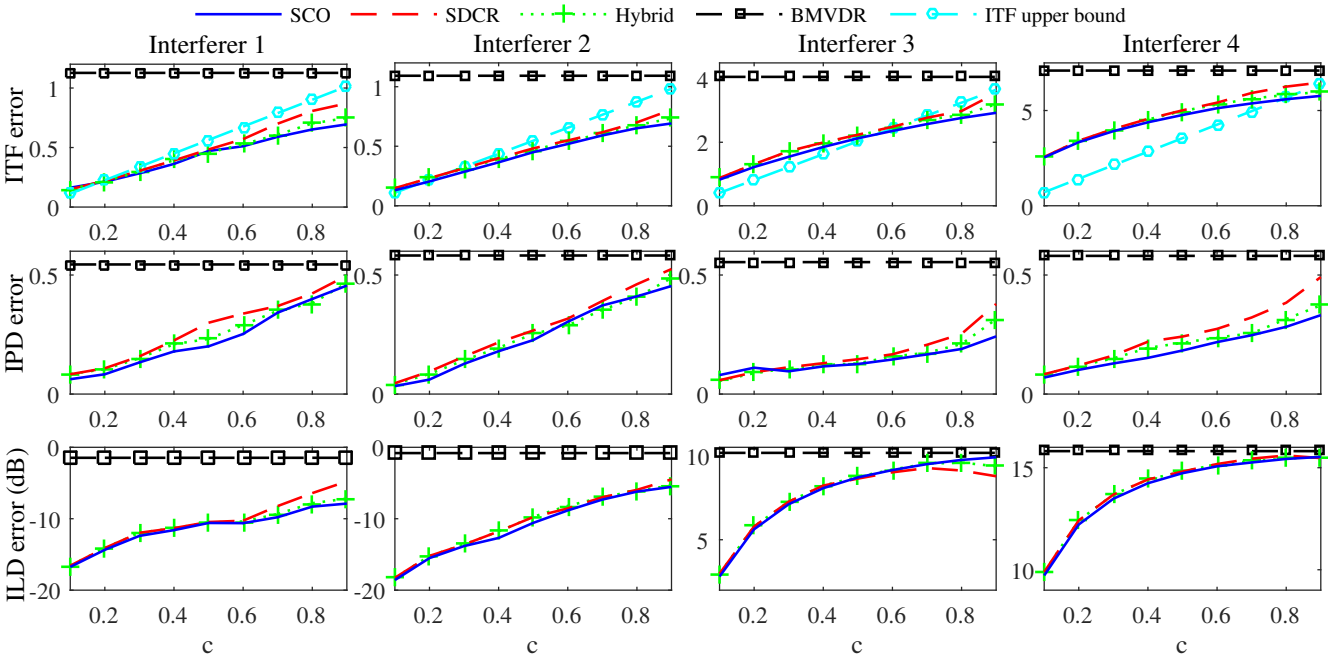 SCO SDCR Hybrid BMVDR ITF upper bound
Interferer 1 Interferer 2 Interferer 3 Interferer 4
ITF error
1 0.5 0
1 0.5 0
4 2 0
5 0
0.2 0.4 0.6 0.8 0.2 0.4 0.6 0.8 0.2 0.4 0.6 0.8 0.2 0.4 0.6 0.8
IPD error
0.5 0
0.5 0
0.5 0
0.5 0
0.2 0.4 0.6 0.8 0.2 0.4 0.6 0.8 0.2 0.4 0.6 0.8 0.2 0.4 0.6 0.8
ILD error (dB)
0 -10 -20
0 -10 -20
10 5
15 10
0.2 0.4 0.6 0.8 0.2 0.4 0.6 0.8 0.2 0.4 0.6 0.8 0.2 0.4 0.6 0.8
c c c c